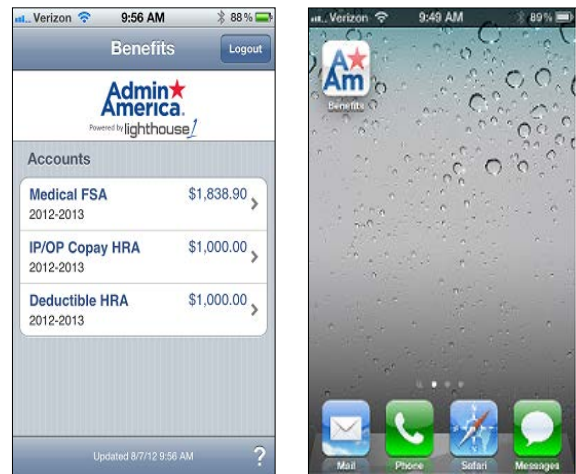 Verizon 9:56 AM 88%
Benefits Logout
Admin
America.
Powered by lighthouse1
Accounts
Medical FSA $1,838.90
2012-2013
IP/OP Copay HRA $1,000.00
2012-2013
Deductible HRA $1,000.00
2012-2013
Updated 8/7/12 9:56 AM ?
Verizon 9:49 AM 89%
A
Am
Benefits
Mail Phone Safari Messages